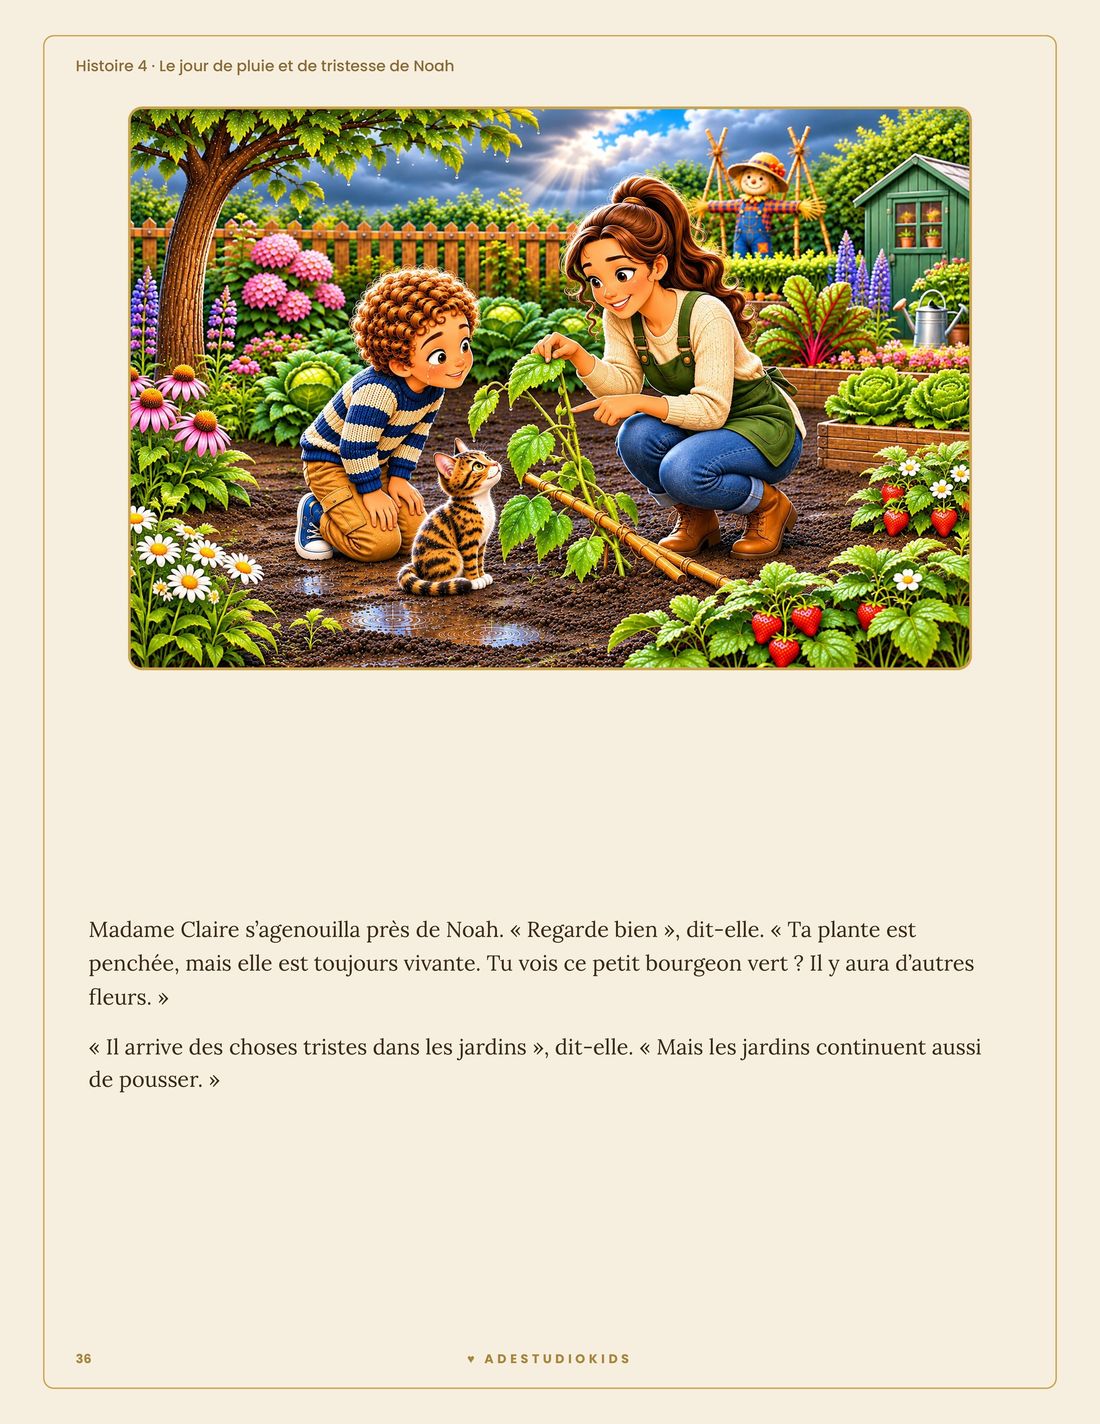 Histoire 4 · Le jour de pluie et de tristesse de Noah
Madame Claire s’agenouilla près de Noah. « Regarde bien », dit-elle. « Ta plante est
penchée, mais elle est toujours vivante. Tu vois ce petit bourgeon vert ? Il y aura d’autres
fleurs. »
« Il arrive des choses tristes dans les jardins », dit-elle. « Mais les jardins continuent aussi
de pousser. »
36
♥ ADESTUDIOKIDS